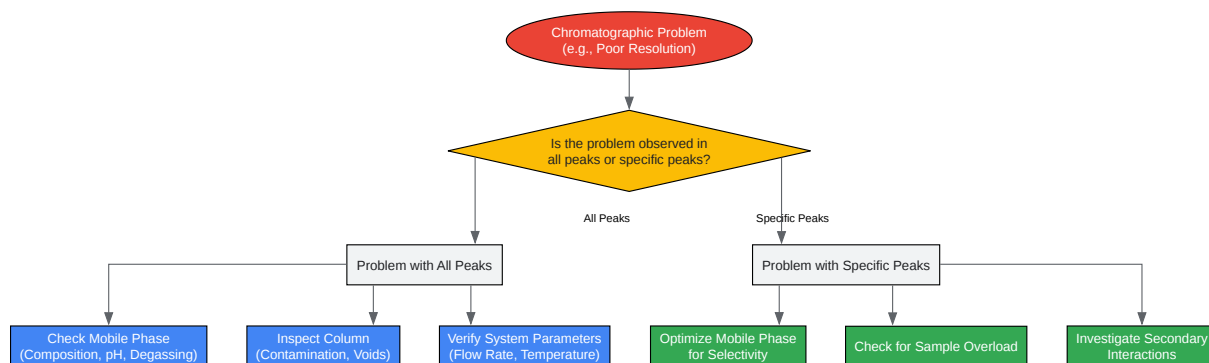 Chromatographic Problem
(e.g., Poor Resolution)
Is the problem observed in
all peaks or specific peaks?
All Peaks
Specific Peaks
Problem with All Peaks
Problem with Specific Peaks
Check Mobile Phase
(Composition, pH, Degassing)
Inspect Column
(Contamination, Voids)
Verify System Parameters
(Flow Rate, Temperature)
Optimize Mobile Phase
for Selectivity
Check for Sample Overload
Investigate Secondary
Interactions